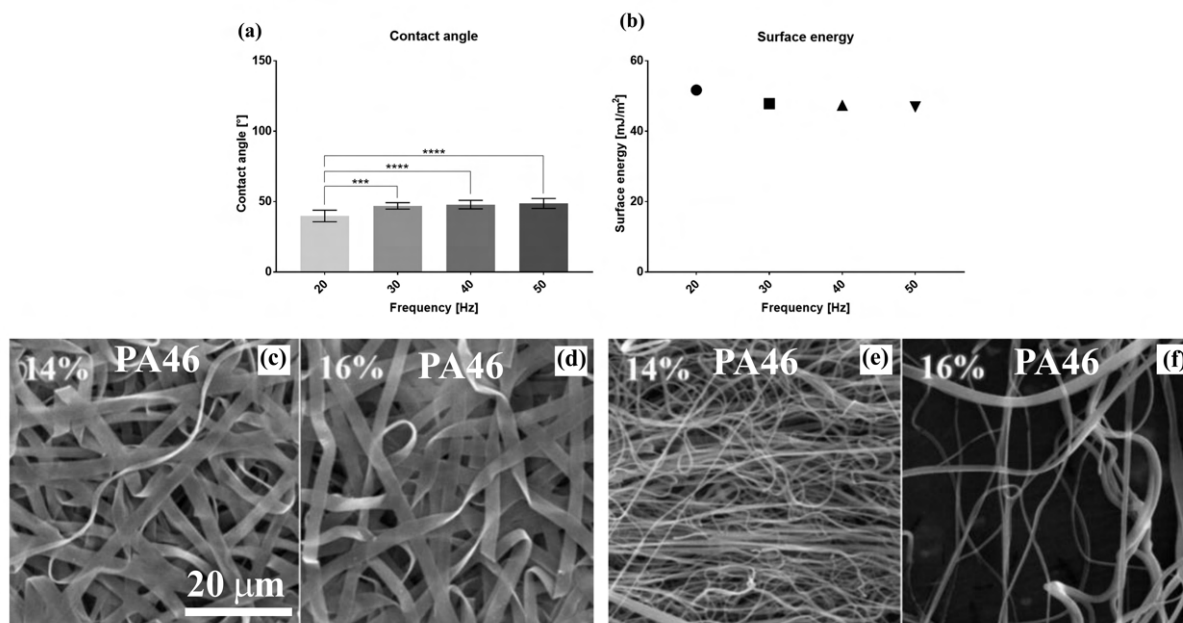 (a)
Contact angle
Contact angle [°]
150
100
50
0
***
****
****
20
30
40
50
Frequency [Hz]
(b)
Surface energy
Surface energy [mJ/m²]
60
40
20
0
20
30
40
50
Frequency [Hz]
14%
PA46
(c)
20 μm
16%
PA46
(d)
14%
PA46
(e)
16%
PA46
(f)